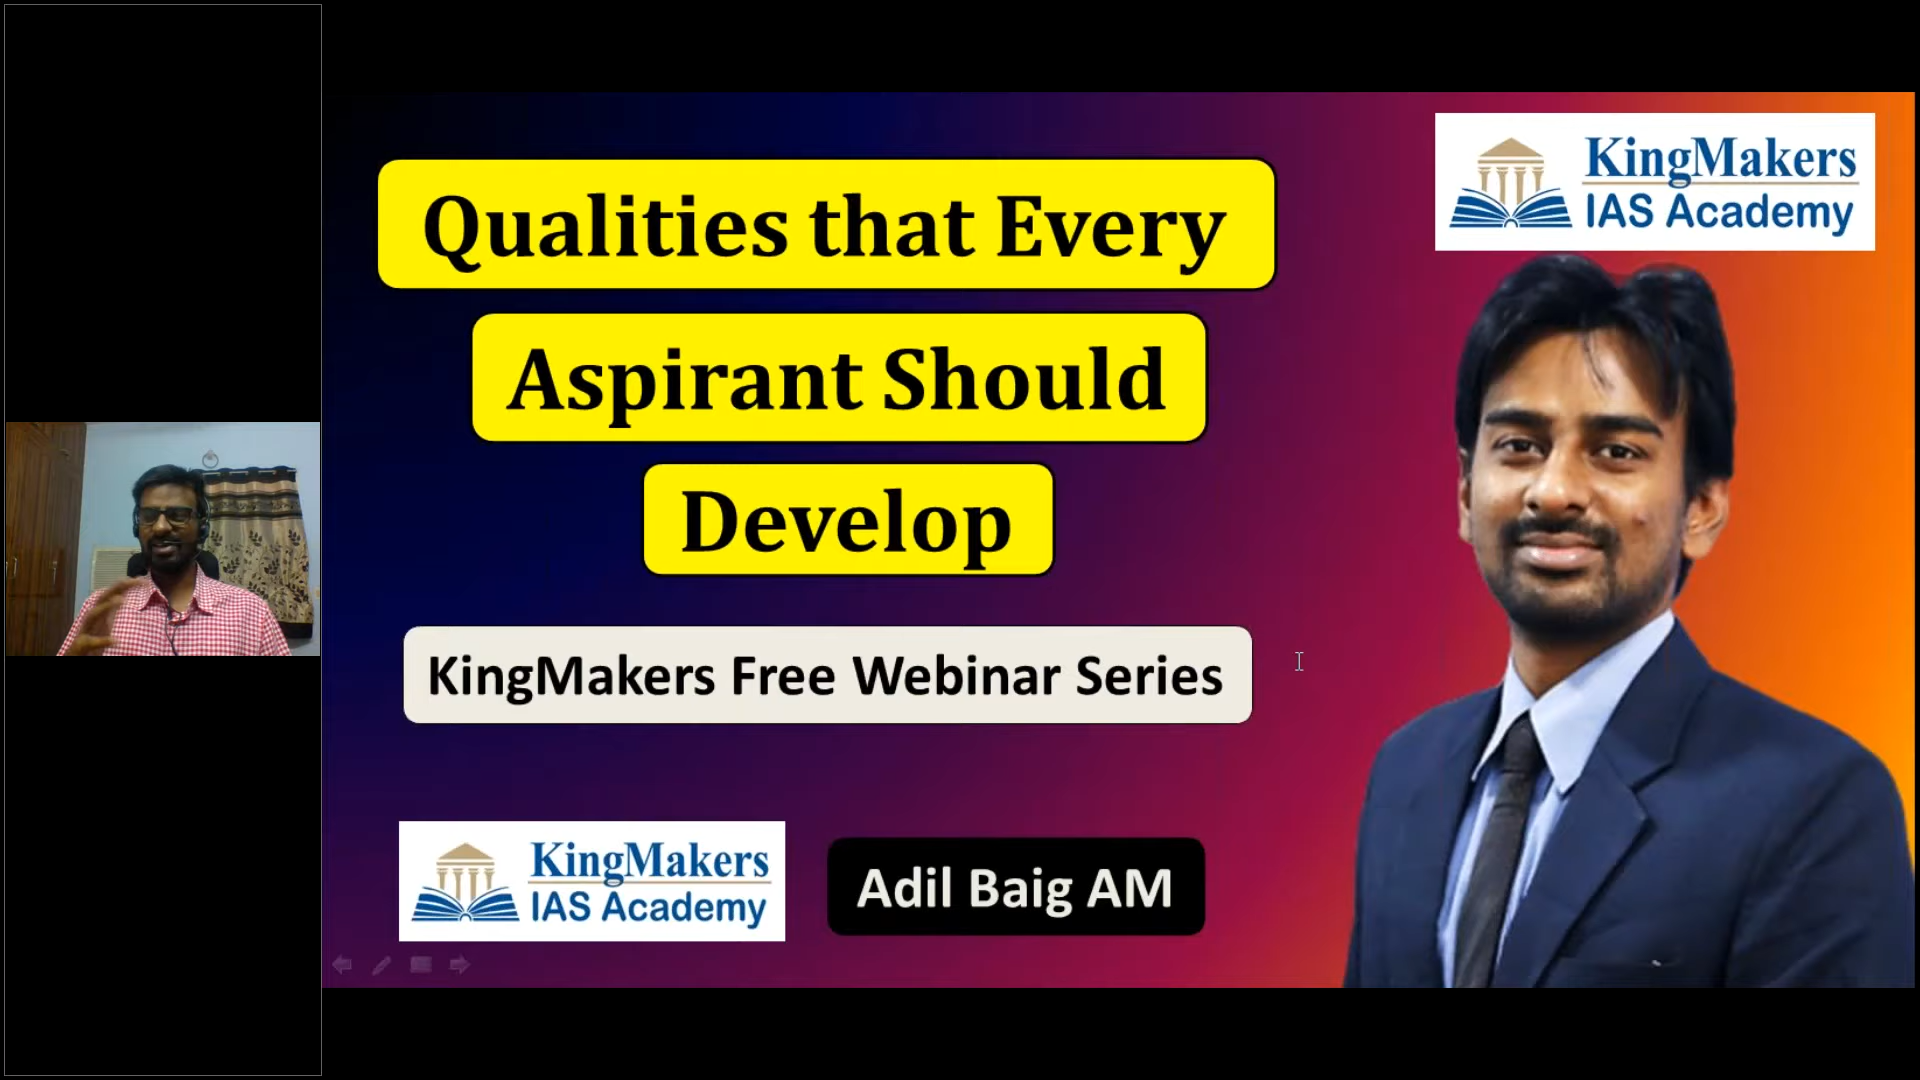 KingMakers
IAS Academy
Qualities that Every
Aspirant Should
Develop
KingMakers Free Webinar Series
KingMakers
IAS Academy
Adil Baig AM